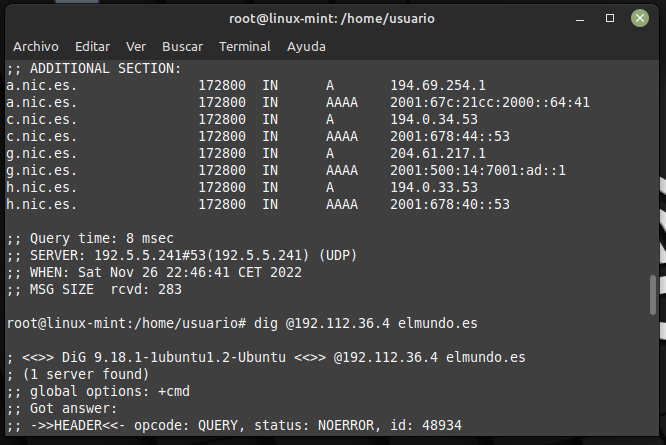 root@linux-mint: /home/usuario
Archivo Editar Ver Buscar Terminal Ayuda
;; ADDITIONAL SECTION:
a.nic.es. 172800 IN A 194.69.254.1
a.nic.es. 172800 IN AAAA 2001:67c:21cc:2000::64:41
c.nic.es. 172800 IN A 194.0.34.53
c.nic.es. 172800 IN AAAA 2001:678:44::53
g.nic.es. 172800 IN A 204.61.217.1
g.nic.es. 172800 IN AAAA 2001:500:14:7001:ad::1
h.nic.es. 172800 IN A 194.0.33.53
h.nic.es. 172800 IN AAAA 2001:678:40::53
;; Query time: 8 msec
;; SERVER: 192.5.5.241#53(192.5.5.241) (UDP)
;; WHEN: Sat Nov 26 22:46:41 CET 2022
;; MSG SIZE rcvd: 283
root@linux-mint:/home/usuario# dig @192.112.36.4 elmundo.es
; <<>> DiG 9.18.1-1ubuntu1.2-Ubuntu <<>> @192.112.36.4 elmundo.es
; (1 server found)
;; global options: +cmd
;; Got answer:
;; ->>HEADER<<- opcode: QUERY, status: NOERROR, id: 48934